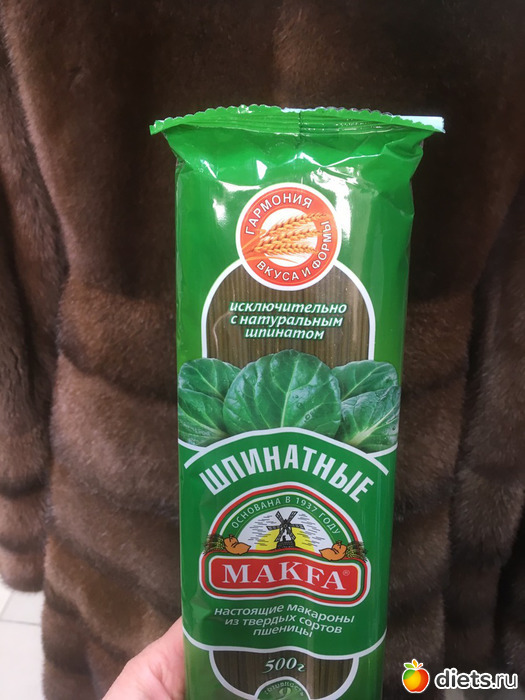 ГАРМОНИЯ
ВКУСА И ФОРМЫ
исключительно
с натуральным
шпинатом
ШПИНАТНЫЕ
ОСНОВАНА В 1937 ГОДУ
MAKFA®
настоящие макароны
из твердых сортов
пшеницы
500г
9
diets.ru